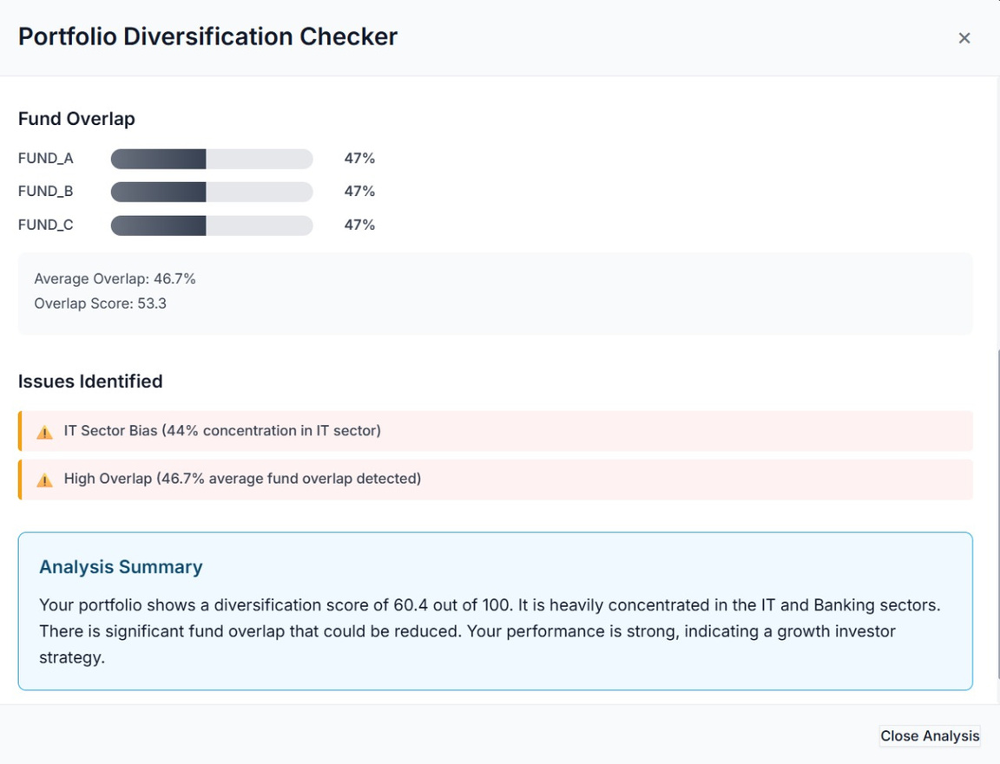 Portfolio Diversification Checker
×
Fund Overlap
FUND_A 47%
FUND_B 47%
FUND_C 47%
Average Overlap: 46.7%
Overlap Score: 53.3
Issues Identified
IT Sector Bias (44% concentration in IT sector)
High Overlap (46.7% average fund overlap detected)
Analysis Summary
Your portfolio shows a diversification score of 60.4 out of 100. It is heavily concentrated in the IT and Banking sectors.
There is significant fund overlap that could be reduced. Your performance is strong, indicating a growth investor
strategy.
Close Analysis